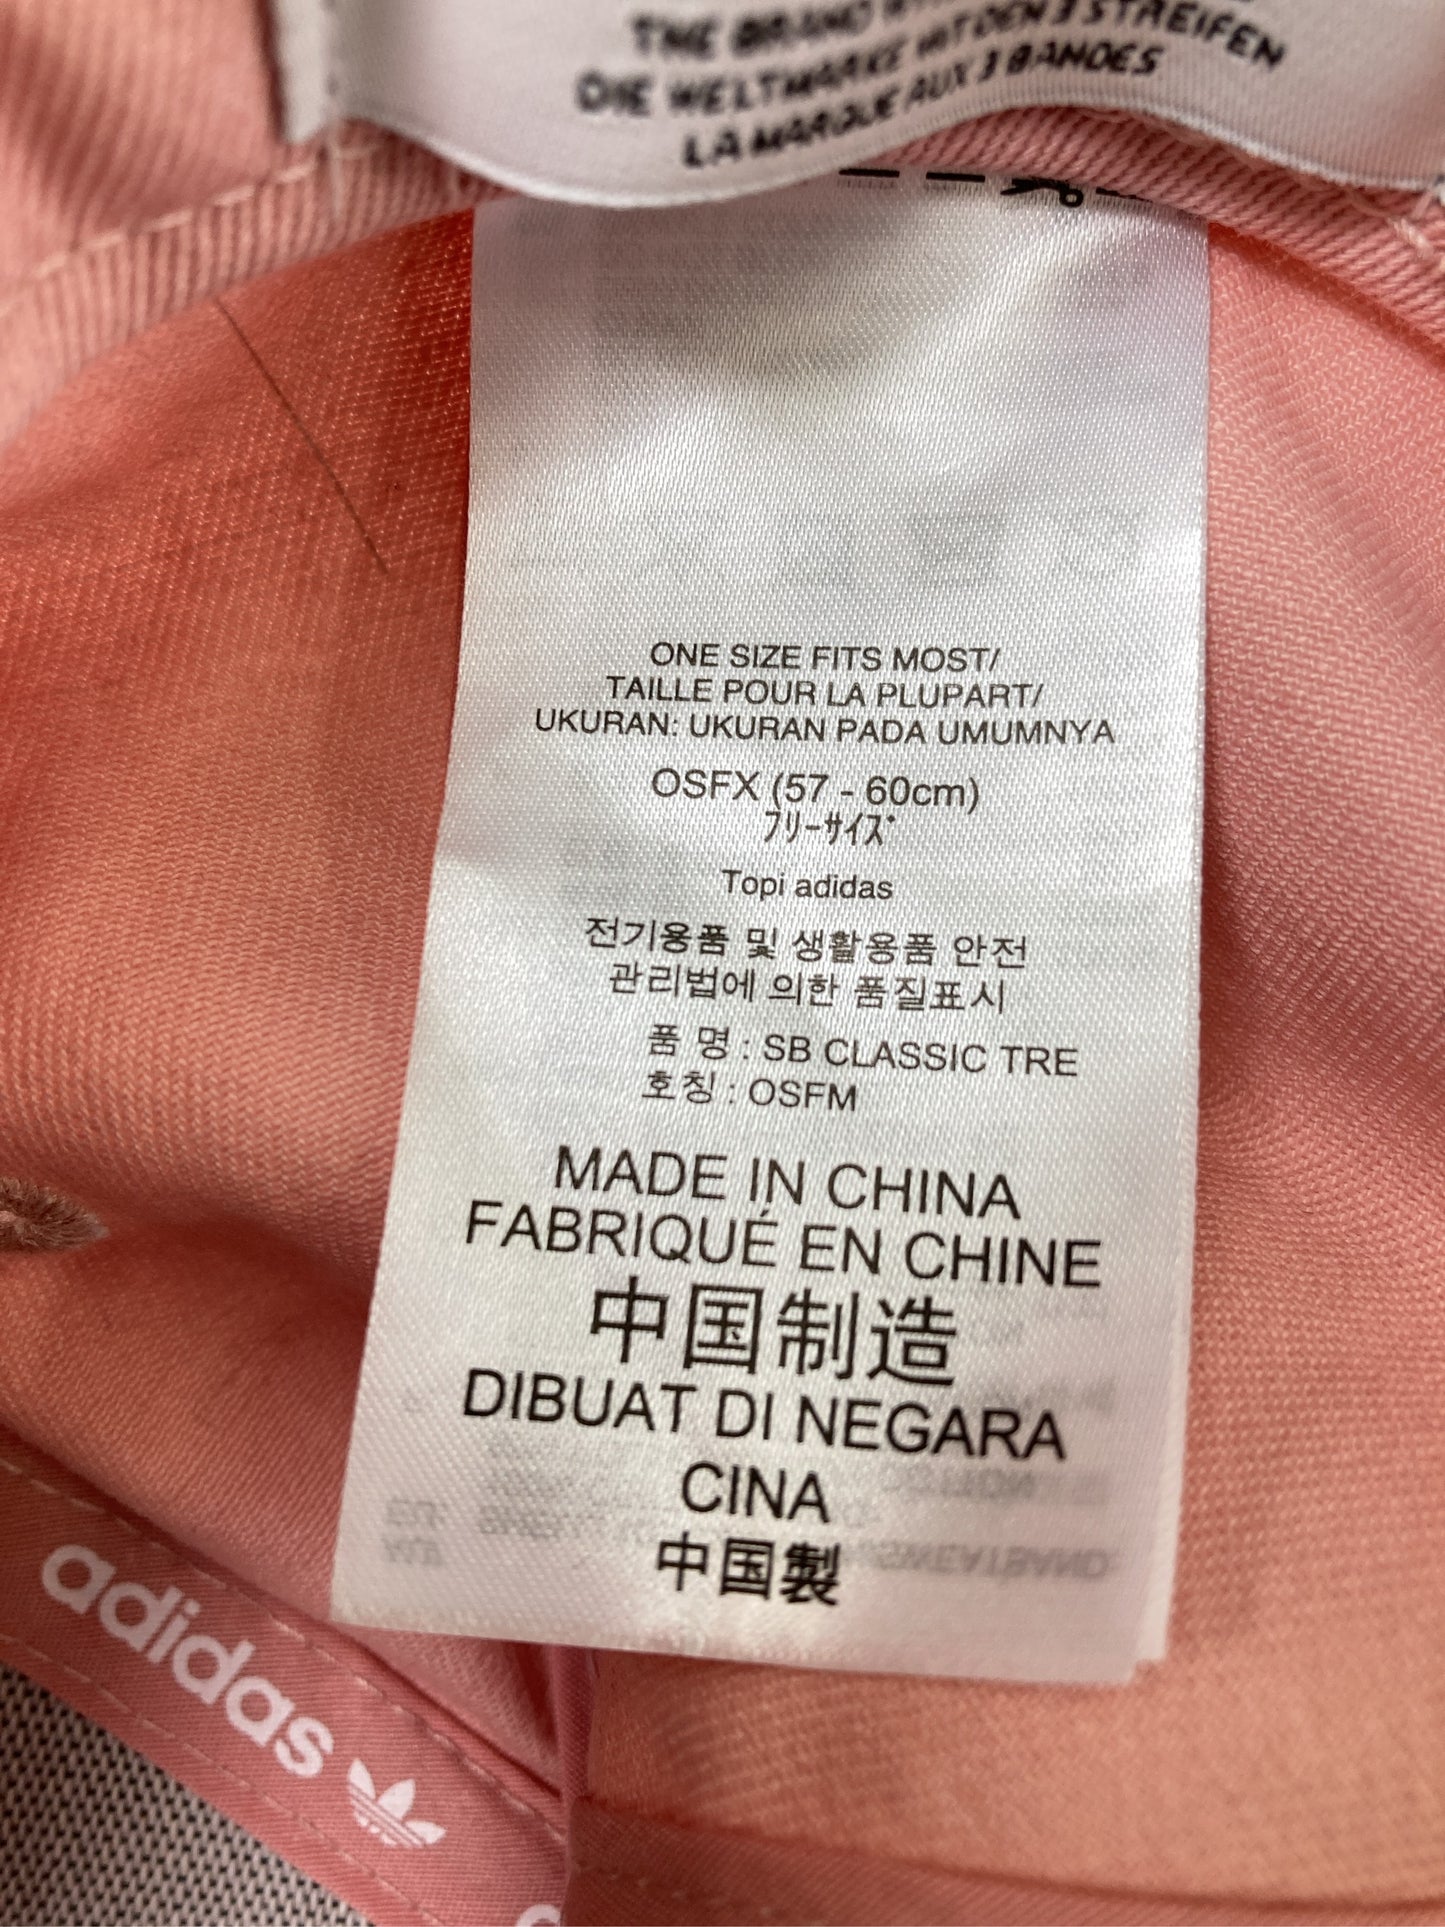 THE BRAND
DIE WELTMARKE MIT DEN 3 STREIFEN
LA MARQUE AUX 3 BANDES
ONE SIZE FITS MOST/
TAILLE POUR LA PLUPART/
UKURAN: UKURAN PADA UMUMNYA
OSFX (57 - 60cm)
ﾌﾘｰｻｲｽﾞ
Topi adidas
전기용품 및 생활용품 안전
관리법에 의한 품질표시
품 명 : SB CLASSIC TRE
호칭 : OSFM
MADE IN CHINA
FABRIQUÉ EN CHINE
中国制造
DIBUAT DI NEGARA
CINA
中国製
adidas